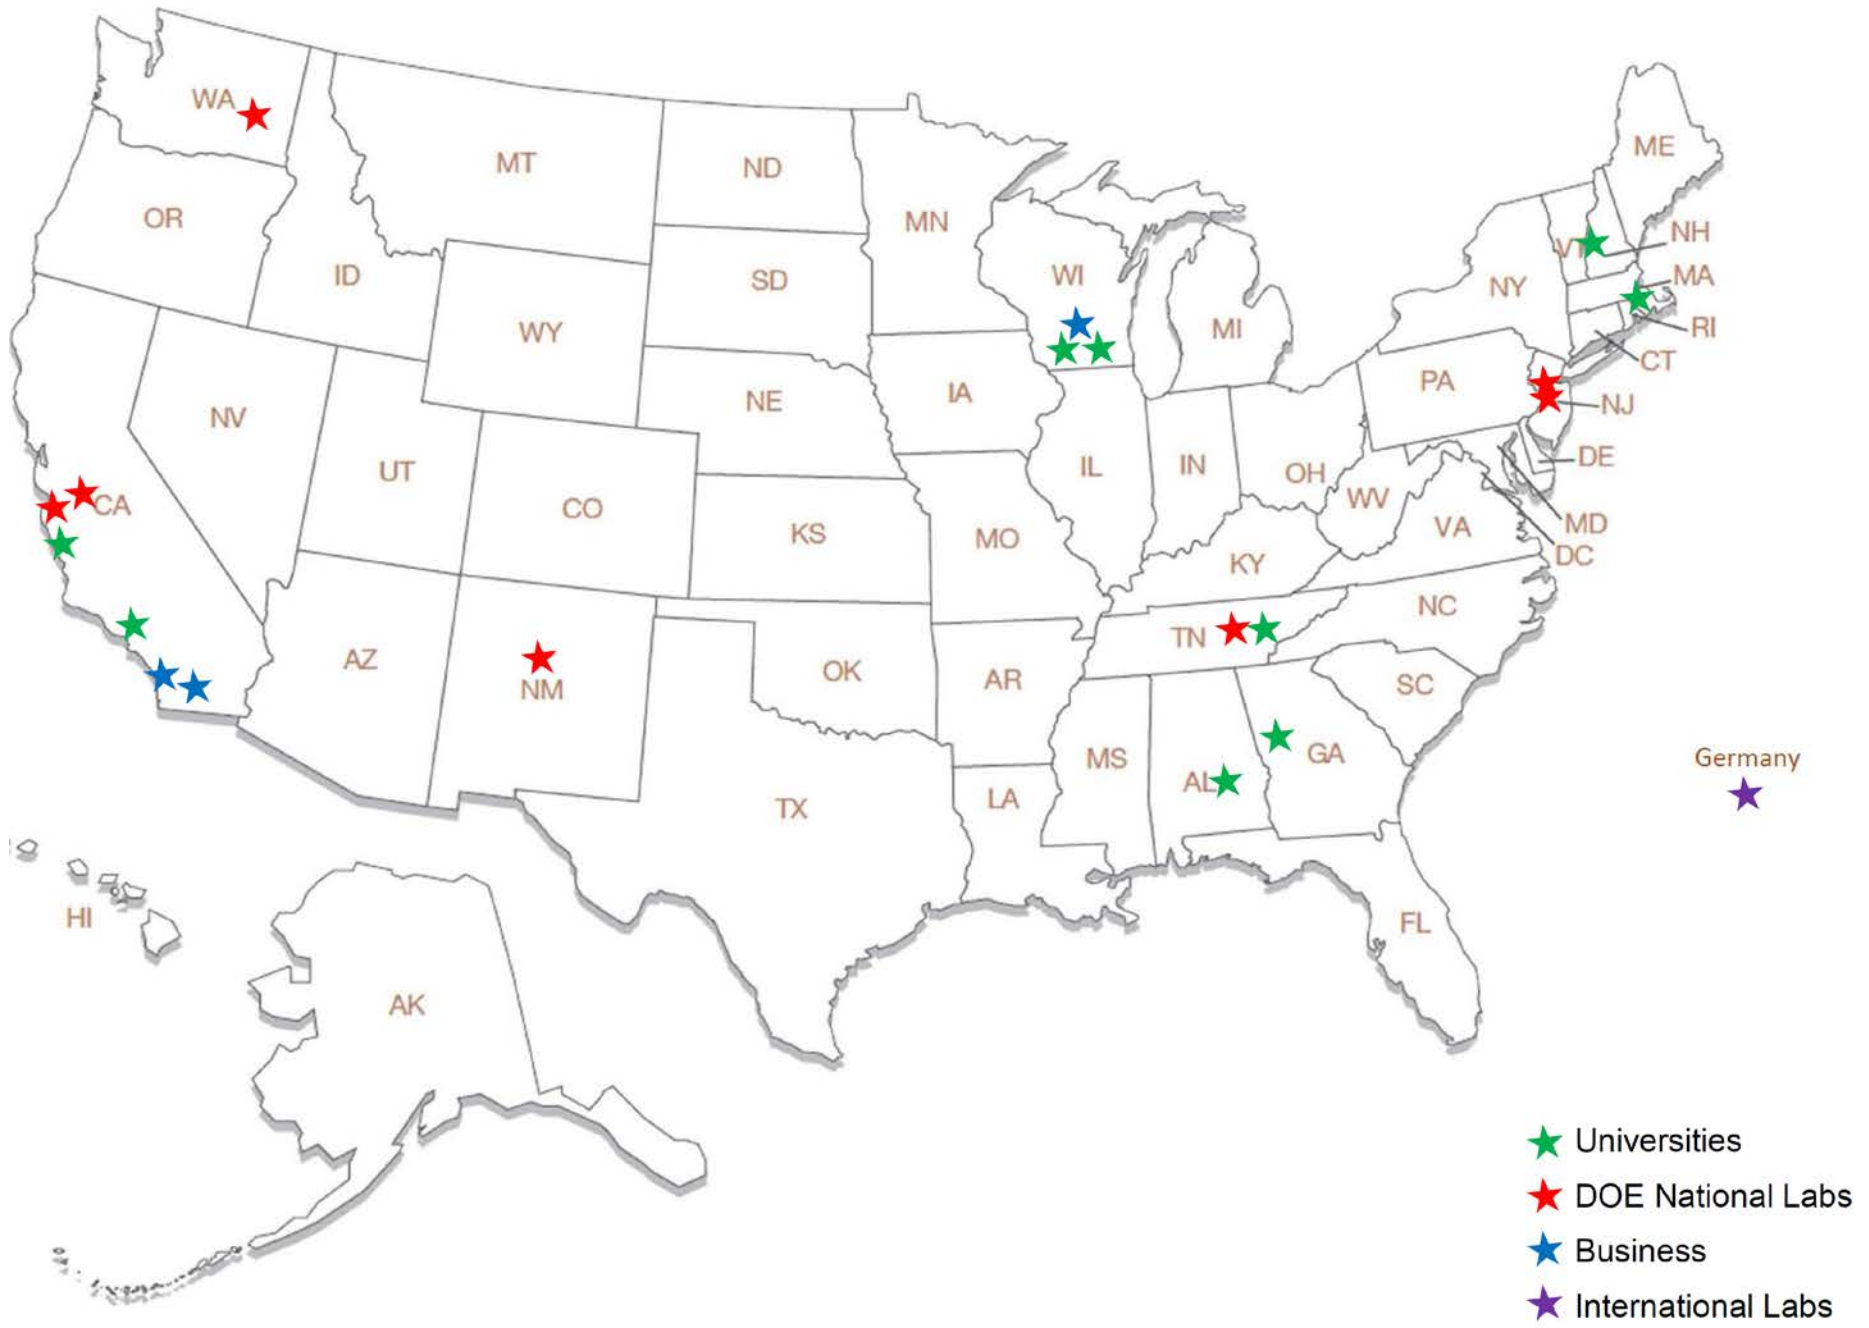 WA
MT
ND
MN
ME
OR
ID
SD
WI
MI
NY
VT
NH
MA
RI
CT
WY
NE
IA
PA
NJ
NV
UT
CO
KS
MO
IL
IN
OH
WV
VA
DE
MD
DC
CA
KY
NC
TN
AZ
NM
OK
AR
SC
MS
AL
GA
TX
LA
FL
Germany
HI
AK
Universities
DOE National Labs
Business
International Labs